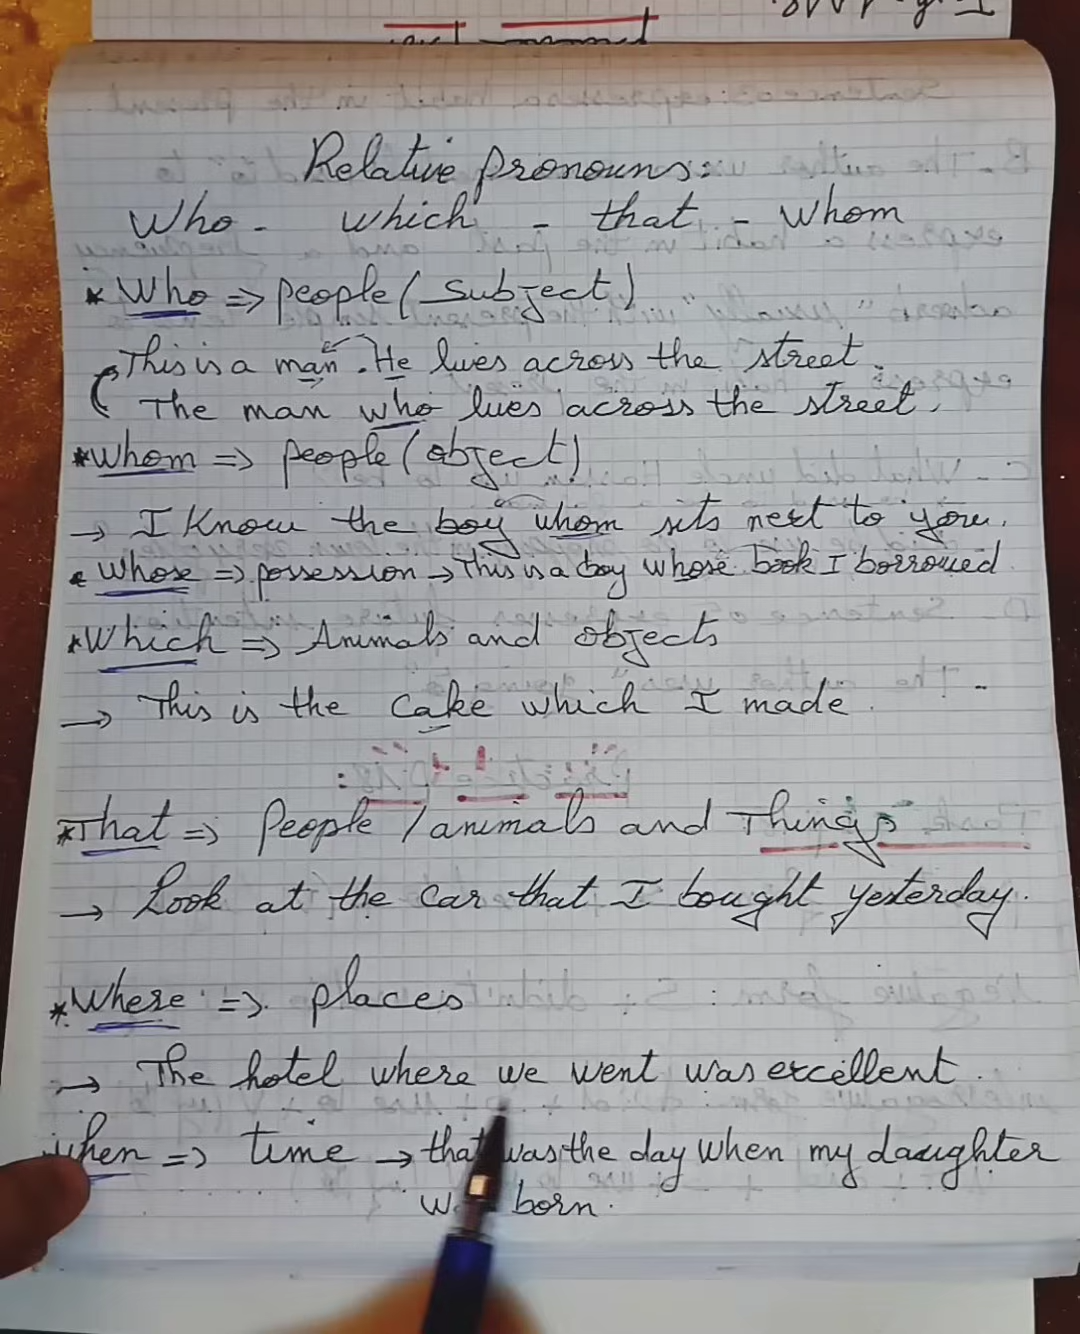 Relative pronouns:
Who - which - that - whom
* Who => people (Subject)
This is a man. He lives across the street.
The man who lives across the street.
* whom => people (object)
→ I Know the boy whom sits next to you.
* Whose => possession → This is a boy whose book I borrowed
* Which => Animals and objects
→ This is the cake which I made.
* That => People / animals and Things
→ Look at the car that I bought yesterday.
* Where => places
→ The hotel where we went was excellent.
when => time → that was the day when my daughter
born.